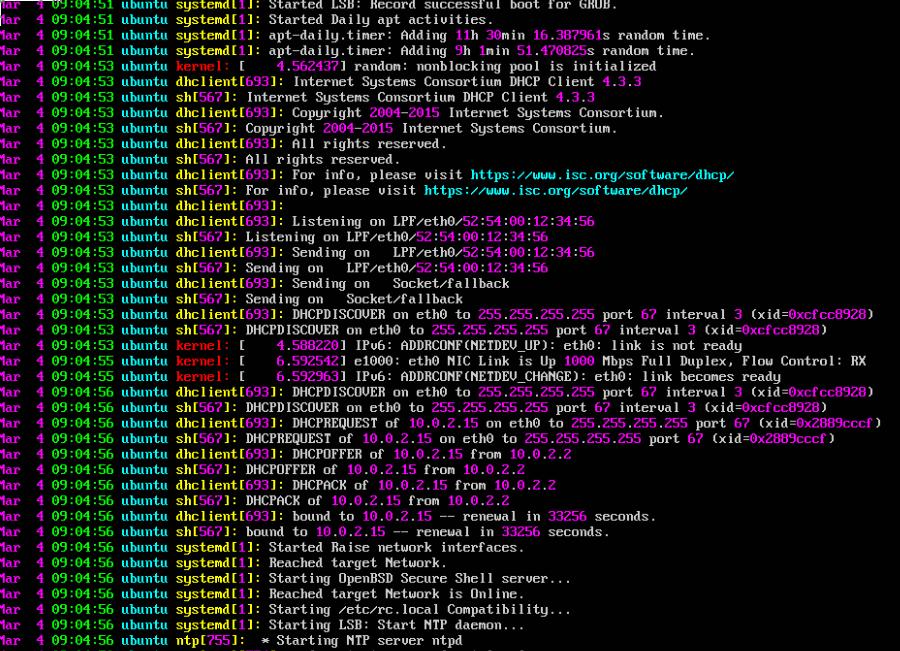 Mar  4 09:04:51 ubuntu systemd[1]: Started LSB: Record successful boot for GRUB.
Mar  4 09:04:51 ubuntu systemd[1]: Started Daily apt activities.
Mar  4 09:04:51 ubuntu systemd[1]: apt-daily.timer: Adding 11h 30min 16.387961s random time.
Mar  4 09:04:51 ubuntu systemd[1]: apt-daily.timer: Adding 9h 1min 51.470825s random time.
Mar  4 09:04:53 ubuntu kernel: [    4.562437] random: nonblocking pool is initialized
Mar  4 09:04:53 ubuntu dhclient[693]: Internet Systems Consortium DHCP Client 4.3.3
Mar  4 09:04:53 ubuntu sh[567]: Internet Systems Consortium DHCP Client 4.3.3
Mar  4 09:04:53 ubuntu dhclient[693]: Copyright 2004-2015 Internet Systems Consortium.
Mar  4 09:04:53 ubuntu sh[567]: Copyright 2004-2015 Internet Systems Consortium.
Mar  4 09:04:53 ubuntu dhclient[693]: All rights reserved.
Mar  4 09:04:53 ubuntu sh[567]: All rights reserved.
Mar  4 09:04:53 ubuntu dhclient[693]: For info, please visit https://www.isc.org/software/dhcp/
Mar  4 09:04:53 ubuntu sh[567]: For info, please visit https://www.isc.org/software/dhcp/
Mar  4 09:04:53 ubuntu dhclient[693]:
Mar  4 09:04:53 ubuntu dhclient[693]: Listening on LPF/eth0/52:54:00:12:34:56
Mar  4 09:04:53 ubuntu sh[567]: Listening on LPF/eth0/52:54:00:12:34:56
Mar  4 09:04:53 ubuntu dhclient[693]: Sending on   LPF/eth0/52:54:00:12:34:56
Mar  4 09:04:53 ubuntu sh[567]: Sending on   LPF/eth0/52:54:00:12:34:56
Mar  4 09:04:53 ubuntu dhclient[693]: Sending on   Socket/fallback
Mar  4 09:04:53 ubuntu sh[567]: Sending on   Socket/fallback
Mar  4 09:04:53 ubuntu dhclient[693]: DHCPDISCOVER on eth0 to 255.255.255.255 port 67 interval 3 (xid=0xcfcc8928)
Mar  4 09:04:53 ubuntu sh[567]: DHCPDISCOVER on eth0 to 255.255.255.255 port 67 interval 3 (xid=0xcfcc8928)
Mar  4 09:04:53 ubuntu kernel: [    4.588220] IPv6: ADDRCONF(NETDEV_UP): eth0: link is not ready
Mar  4 09:04:55 ubuntu kernel: [    6.592542] e1000: eth0 NIC Link is Up 1000 Mbps Full Duplex, Flow Control: RX
Mar  4 09:04:55 ubuntu kernel: [    6.592963] IPv6: ADDRCONF(NETDEV_CHANGE): eth0: link becomes ready
Mar  4 09:04:56 ubuntu dhclient[693]: DHCPDISCOVER on eth0 to 255.255.255.255 port 67 interval 3 (xid=0xcfcc8928)
Mar  4 09:04:56 ubuntu sh[567]: DHCPDISCOVER on eth0 to 255.255.255.255 port 67 interval 3 (xid=0xcfcc8928)
Mar  4 09:04:56 ubuntu dhclient[693]: DHCPREQUEST of 10.0.2.15 on eth0 to 255.255.255.255 port 67 (xid=0x2889cccf)
Mar  4 09:04:56 ubuntu sh[567]: DHCPREQUEST of 10.0.2.15 on eth0 to 255.255.255.255 port 67 (xid=0x2889cccf)
Mar  4 09:04:56 ubuntu dhclient[693]: DHCPOFFER of 10.0.2.15 from 10.0.2.2
Mar  4 09:04:56 ubuntu sh[567]: DHCPOFFER of 10.0.2.15 from 10.0.2.2
Mar  4 09:04:56 ubuntu dhclient[693]: DHCPACK of 10.0.2.15 from 10.0.2.2
Mar  4 09:04:56 ubuntu sh[567]: DHCPACK of 10.0.2.15 from 10.0.2.2
Mar  4 09:04:56 ubuntu dhclient[693]: bound to 10.0.2.15 -- renewal in 33256 seconds.
Mar  4 09:04:56 ubuntu sh[567]: bound to 10.0.2.15 -- renewal in 33256 seconds.
Mar  4 09:04:56 ubuntu systemd[1]: Started Raise network interfaces.
Mar  4 09:04:56 ubuntu systemd[1]: Reached target Network.
Mar  4 09:04:56 ubuntu systemd[1]: Starting OpenBSD Secure Shell server...
Mar  4 09:04:56 ubuntu systemd[1]: Reached target Network is Online.
Mar  4 09:04:56 ubuntu systemd[1]: Starting /etc/rc.local Compatibility...
Mar  4 09:04:56 ubuntu systemd[1]: Starting LSB: Start NTP daemon...
Mar  4 09:04:56 ubuntu ntp[755]:  * Starting NTP server ntpd